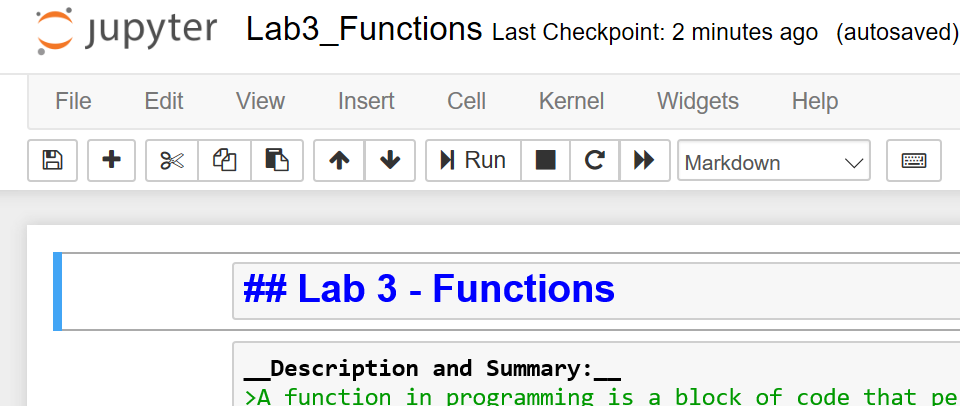 jupyter Lab3_Functions Last Checkpoint: 2 minutes ago (autosaved)
File Edit View Insert Cell Kernel Widgets Help
Run Markdown
## Lab 3 - Functions
__Description and Summary:__
>A function in programming is a block of code that pe